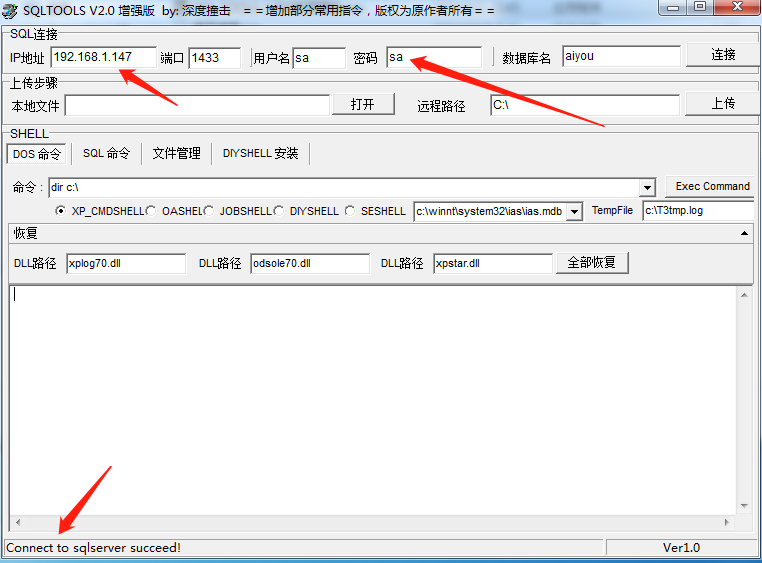 SQLTOOLS V2.0 增强版 by: 深度撞击 ==增加部分常用指令，版权为原作者所有==
SQL连接
IP地址 192.168.1.147 端口 1433 用户名 sa 密码 sa 数据库名 aiyou 连接
上传步骤
本地文件 打开 远程路径 C:\ 上传
SHELL
DOS 命令 SQL 命令 文件管理 DIYSHELL 安装
命令： dir c:\ Exec Command
XP_CMDSHELL OASHEL JOBSHELL DIYSHELL SESHELL c:\winnt\system32\ias\ias.mdb TempFile c:\T3tmp.log
恢复
DLL路径 xplog70.dll DLL路径 odsole70.dll DLL路径 xpstar.dll 全部恢复
Connect to sqlserver succeed! Ver1.0